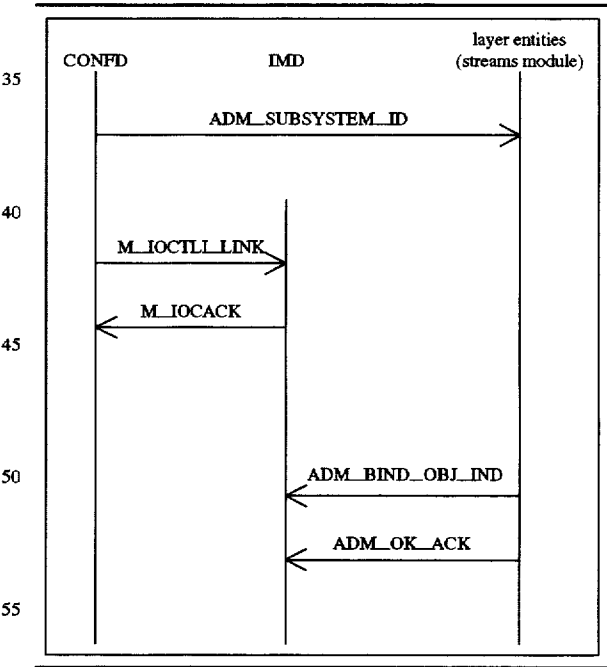 layer entities
CONFD IMD (streams module)
35
ADM_SUBSYSTEM_ID
40
M_IOCTLI_LINK
M_IOCACK
45
50
ADM_BIND_OBJ_IND
ADM_OK_ACK
55